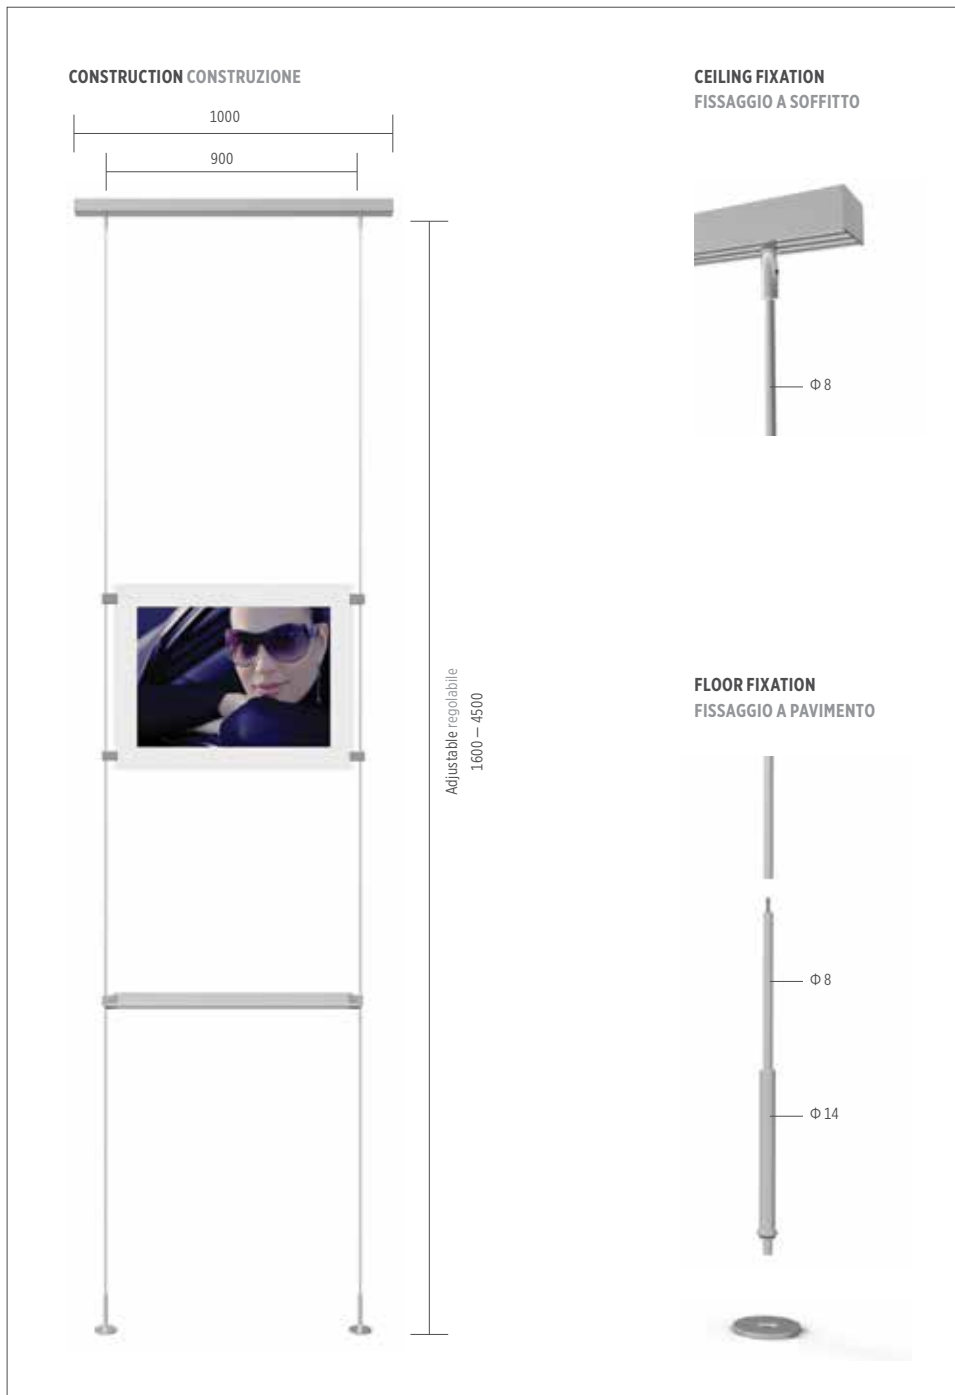 CONSTRUCTION CONSTRUZIONE
1000
900
Adjustable regolabile
1600 — 4500
CEILING FIXATION
FISSAGGIO A SOFFITTO
Φ 8
FLOOR FIXATION
FISSAGGIO A PAVIMENTO
Φ 8
Φ 14